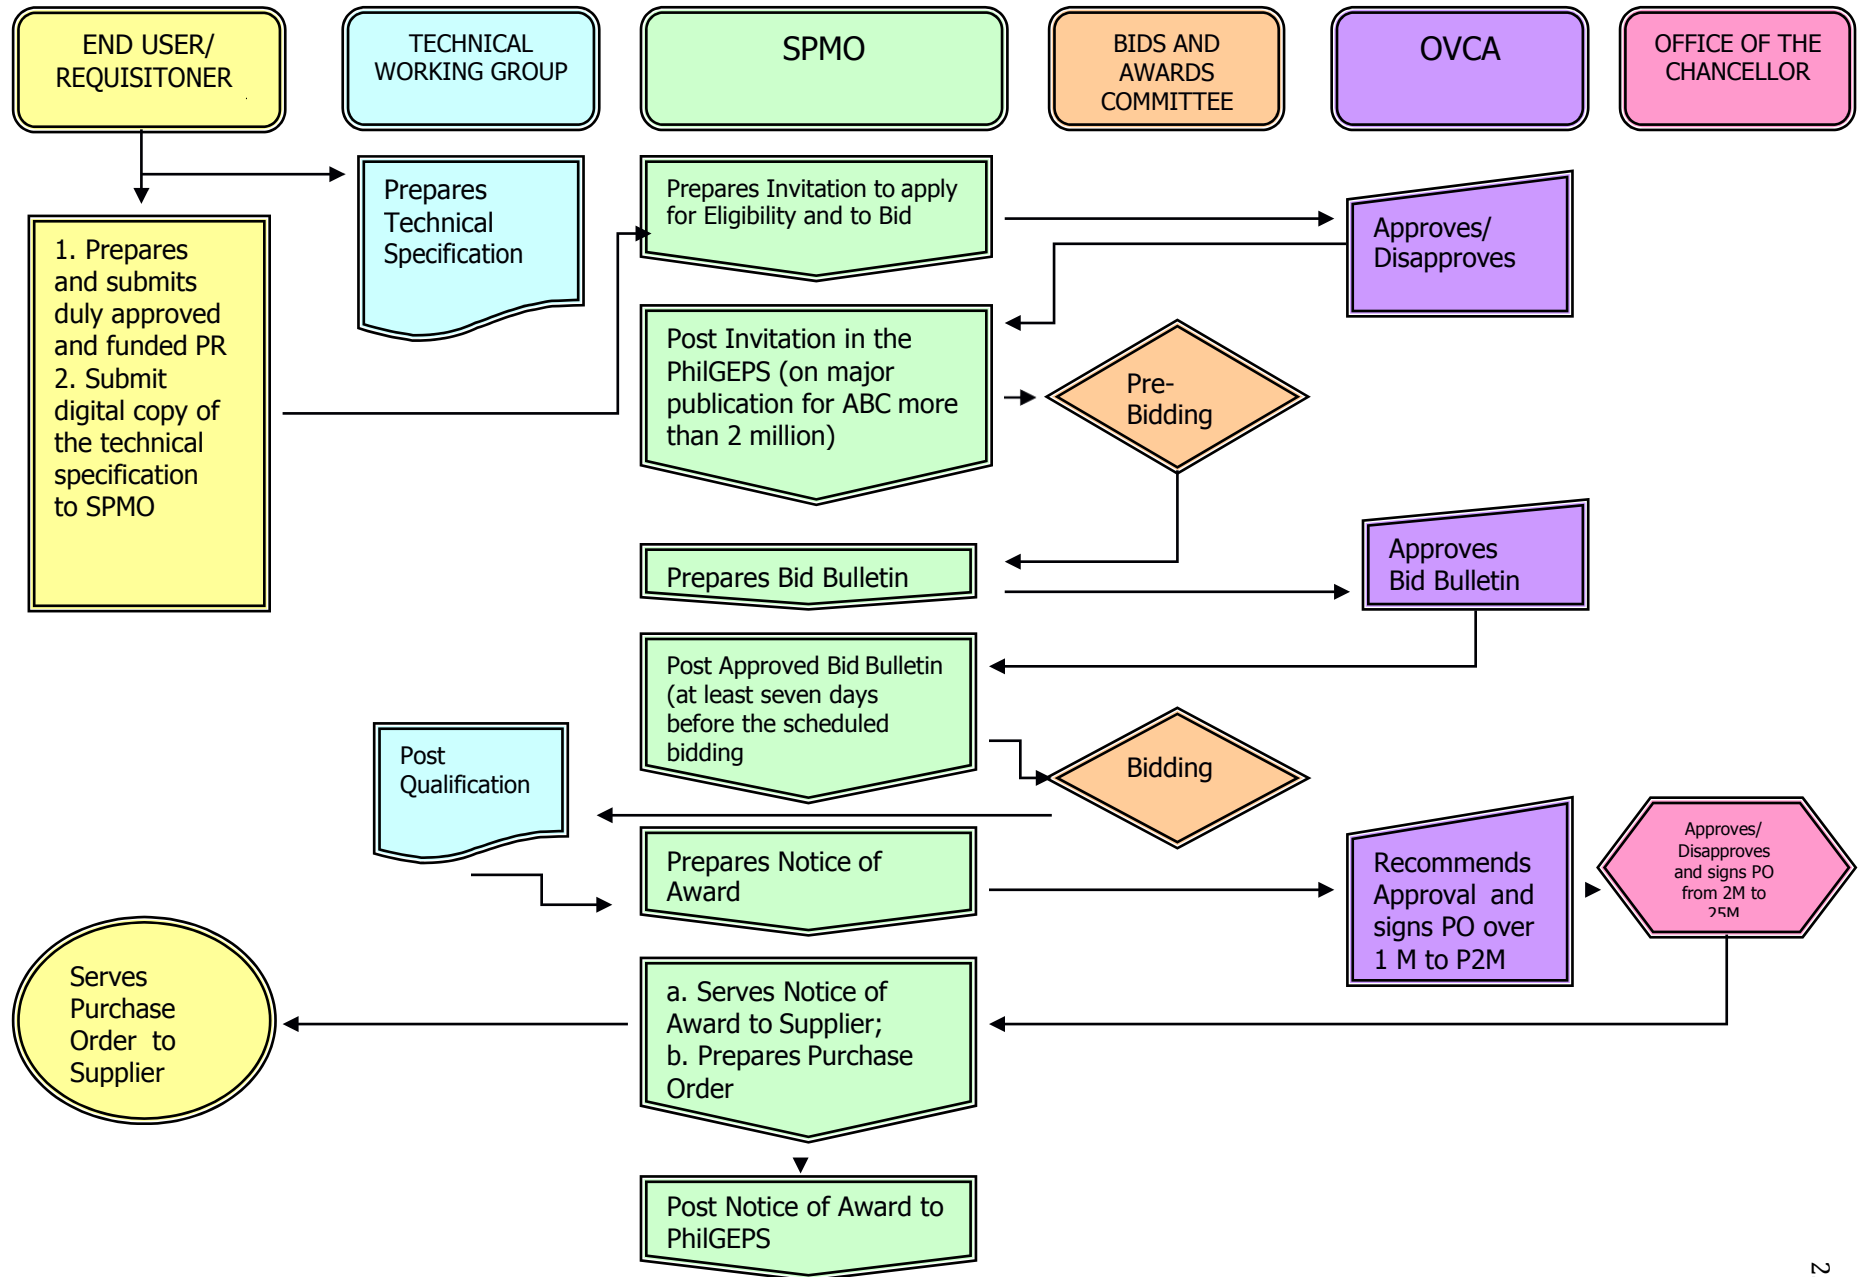 END USER/
REQUISITONER
TECHNICAL
WORKING GROUP
SPMO
BIDS AND
AWARDS
COMMITTEE
OVCA
OFFICE OF THE
CHANCELLOR
1. Prepares
and submits
duly approved
and funded PR
2. Submit
digital copy of
the technical
specification
to SPMO
Prepares
Technical
Specification
Prepares Invitation to apply
for Eligibility and to Bid
Approves/
Disapproves
Post Invitation in the
PhilGEPS (on major
publication for ABC more
than 2 million)
Pre-
Bidding
Prepares Bid Bulletin
Approves
Bid Bulletin
Post Approved Bid Bulletin
(at least seven days
before the scheduled
bidding
Bidding
Post
Qualification
Prepares Notice of
Award
Recommends
Approval and
signs PO over
1 M to P2M
Approves/
Disapproves
and signs PO
from 2M to
25M
a. Serves Notice of
Award to Supplier;
b. Prepares Purchase
Order
Serves
Purchase
Order to
Supplier
Post Notice of Award to
PhilGEPS
2